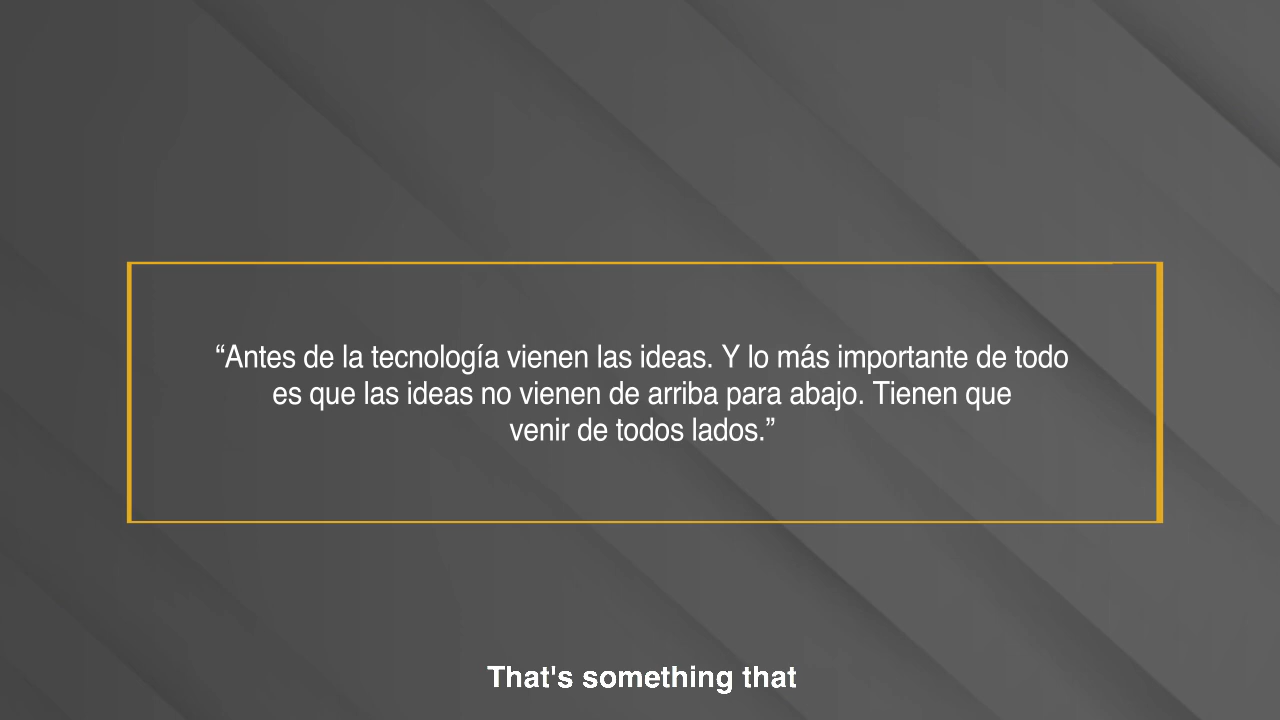 “Antes de la tecnología vienen las ideas. Y lo más importante de todo
es que las ideas no vienen de arriba para abajo. Tienen que
venir de todos lados.”
That's something that